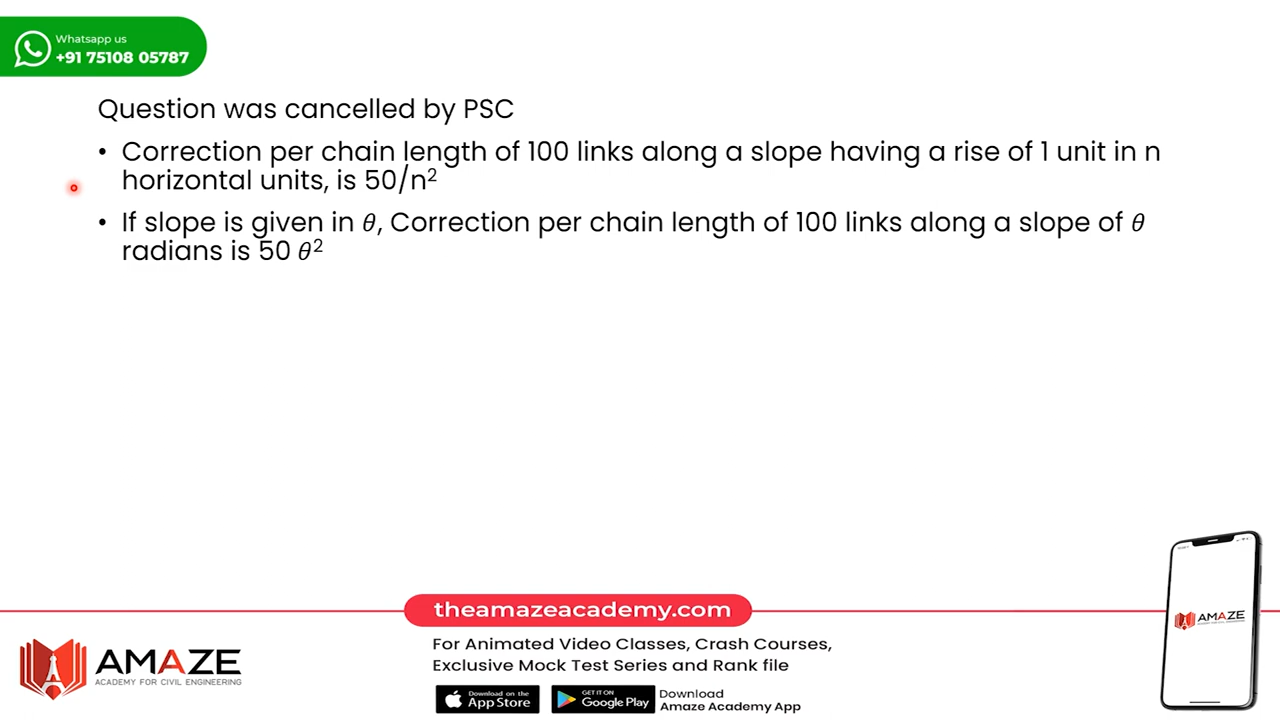 Whatsapp us
+91 75108 05787
Question was cancelled by PSC
• Correction per chain length of 100 links along a slope having a rise of 1 unit in n
horizontal units, is 50/n²
• If slope is given in θ, Correction per chain length of 100 links along a slope of θ
radians is 50 θ²
theamazeacademy.com
For Animated Video Classes, Crash Courses,
Exclusive Mock Test Series and Rank file
Download on the
App Store
GET IT ON
Google Play
Download
Amaze Academy App
AMAZE
ACADEMY FOR CIVIL ENGINEERING
AMAZE